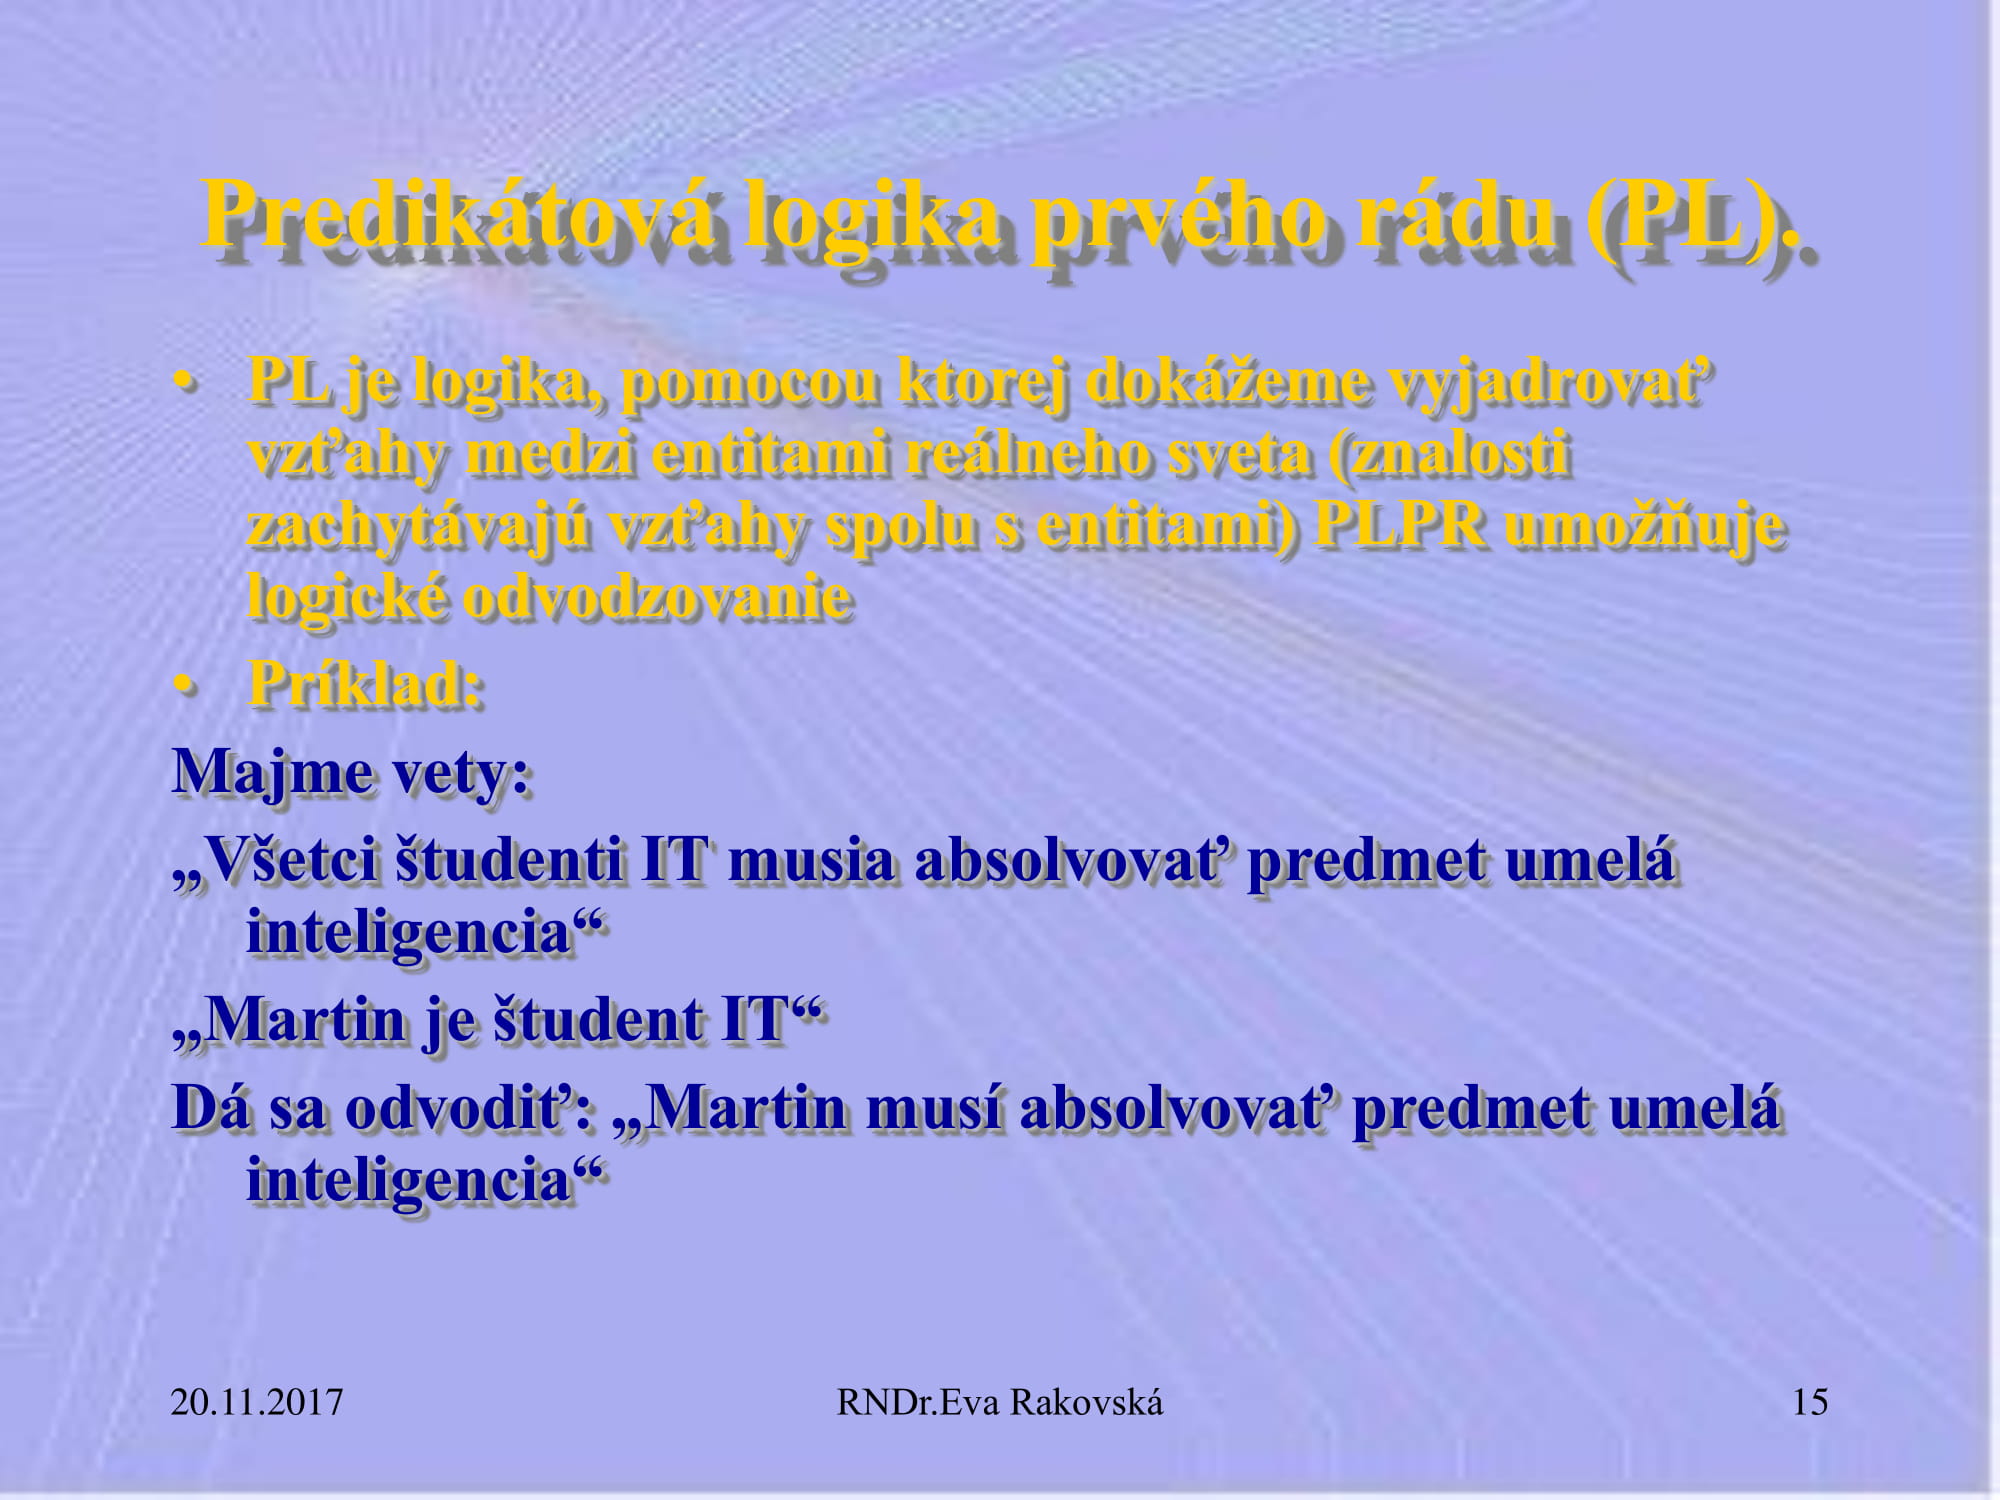 Predikátová logika prvého rádu (PL).
• PL je logika, pomocou ktorej dokážeme vyjadrovať
vzťahy medzi entitami reálneho sveta (znalosti
zachytávajú vzťahy spolu s entitami) PLPR umožňuje
logické odvodzovanie
• Príklad:
Majme vety:
„Všetci študenti IT musia absolvovať predmet umelá
inteligencia“
„Martin je študent IT“
Dá sa odvodiť: „Martin musí absolvovať predmet umelá
inteligencia“
20.11.2017 RNDr.Eva Rakovská 15